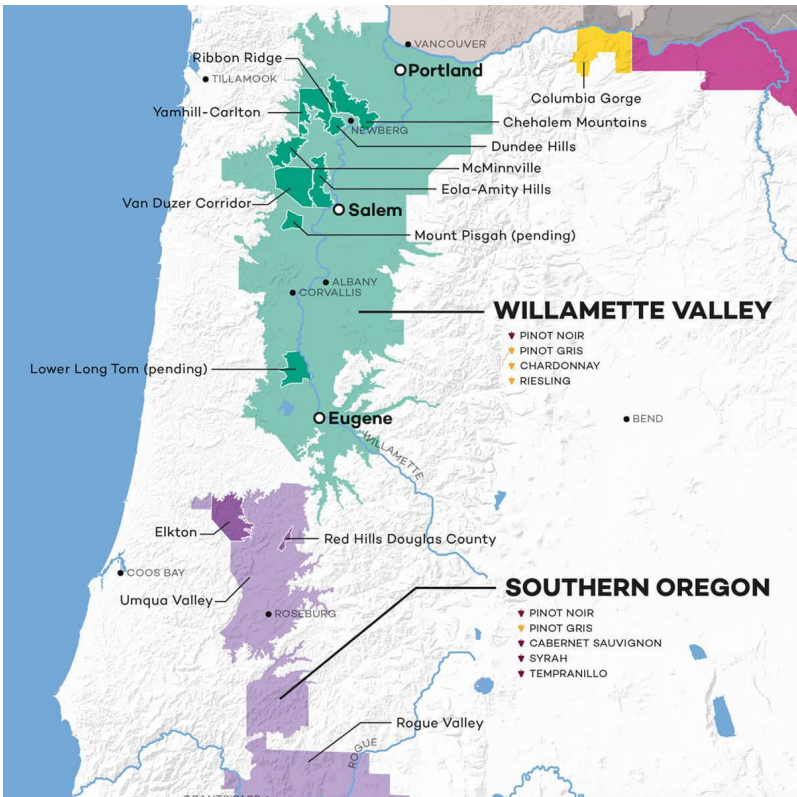 VANCOUVER
Ribbon Ridge
Portland
TILLAMOOK
Columbia Gorge
Yamhill-Carlton
Chehalem Mountains
NEWBERG
Dundee Hills
McMinnville
Eola-Amity Hills
Van Duzer Corridor
Salem
Mount Pisgah (pending)
ALBANY
CORVALLIS
WILLAMETTE VALLEY
PINOT NOIR
PINOT GRIS
CHARDONNAY
RIESLING
Lower Long Tom (pending)
Eugene
BEND
WILLAMETTE
Elkton
Red Hills Douglas County
COOS BAY
Umqua Valley
SOUTHERN OREGON
PINOT NOIR
PINOT GRIS
CABERNET SAUVIGNON
SYRAH
TEMPRANILLO
ROSEBURG
Rogue Valley
ROGUE